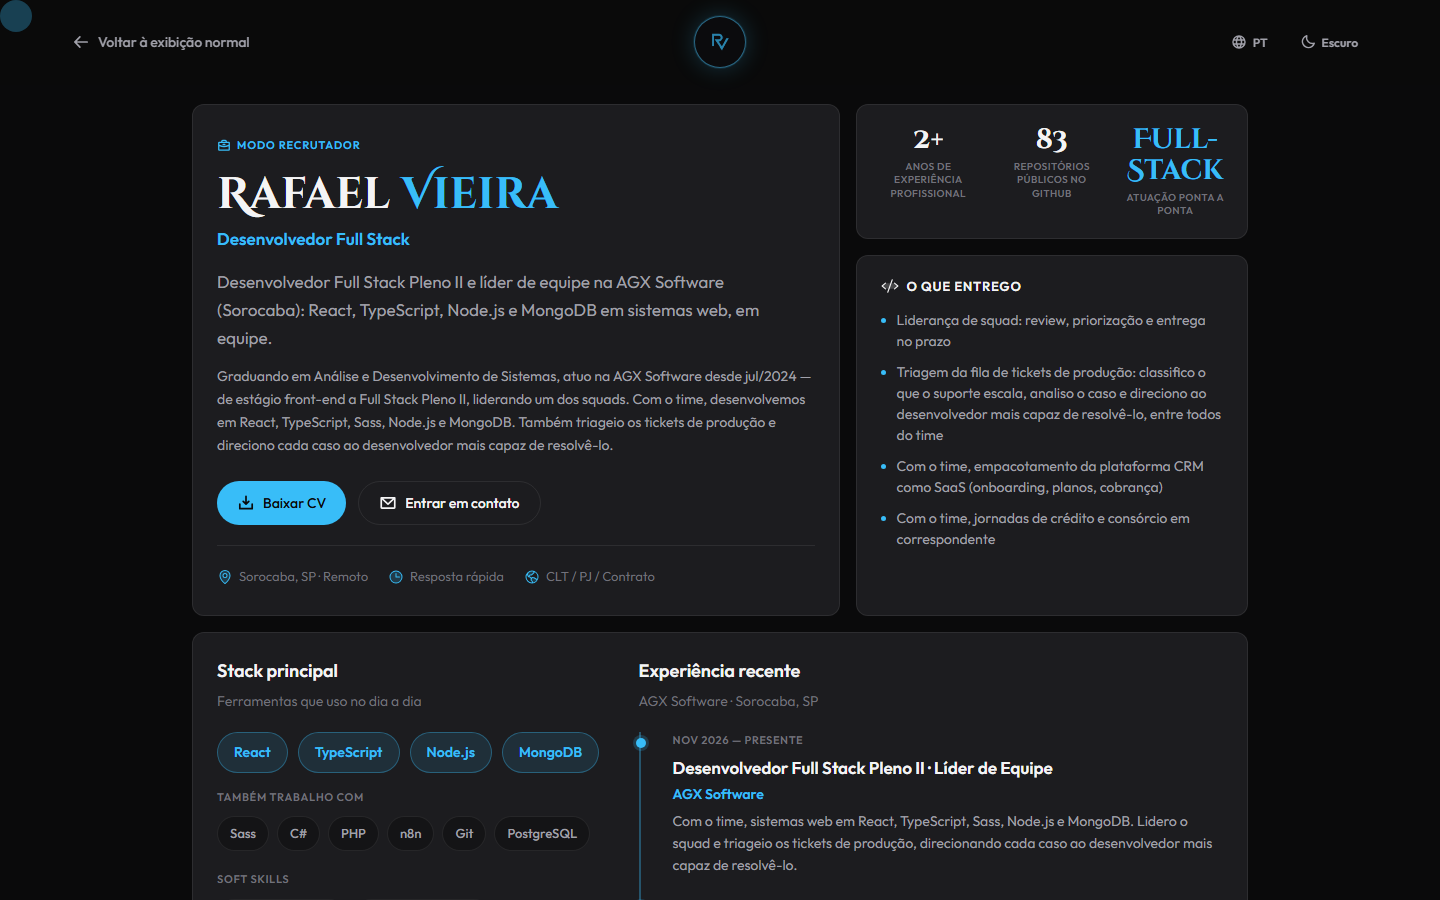 Voltar à exibição normal
RV
PT
Escuro
MODO RECRUTADOR
RAFAEL VIEIRA
Desenvolvedor Full Stack
Desenvolvedor Full Stack Pleno II e líder de equipe na AGX Software
(Sorocaba): React, TypeScript, Node.js e MongoDB em sistemas web, em
equipe.
Graduando em Análise e Desenvolvimento de Sistemas, atuo na AGX Software desde jul/2024 —
de estágio front-end a Full Stack Pleno II, liderando um dos squads. Com o time, desenvolvemos
em React, TypeScript, Sass, Node.js e MongoDB. Também triageio os tickets de produção e
direciono cada caso ao desenvolvedor mais capaz de resolvê-lo.
Baixar CV
Entrar em contato
Sorocaba, SP · Remoto
Resposta rápida
CLT / PJ / Contrato
2+
ANOS DE
EXPERIÊNCIA
PROFISSIONAL
83
REPOSITÓRIOS
PÚBLICOS NO
GITHUB
FULL-
STACK
ATUAÇÃO PONTA A
PONTA
O QUE ENTREGO
Liderança de squad: review, priorização e entrega
no prazo
Triagem da fila de tickets de produção: classifico o
que o suporte escala, analiso o caso e direciono ao
desenvolvedor mais capaz de resolvê-lo, entre todos
do time
Com o time, empacotamento da plataforma CRM
como SaaS (onboarding, planos, cobrança)
Com o time, jornadas de crédito e consórcio em
correspondente
Stack principal
Ferramentas que uso no dia a dia
React
TypeScript
Node.js
MongoDB
TAMBÉM TRABALHO COM
Sass
C#
PHP
n8n
Git
PostgreSQL
SOFT SKILLS
Experiência recente
AGX Software · Sorocaba, SP
NOV 2026 — PRESENTE
Desenvolvedor Full Stack Pleno II · Líder de Equipe
AGX Software
Com o time, sistemas web em React, TypeScript, Sass, Node.js e MongoDB. Lidero o
squad e triageio os tickets de produção, direcionando cada caso ao desenvolvedor mais
capaz de resolvê-lo.